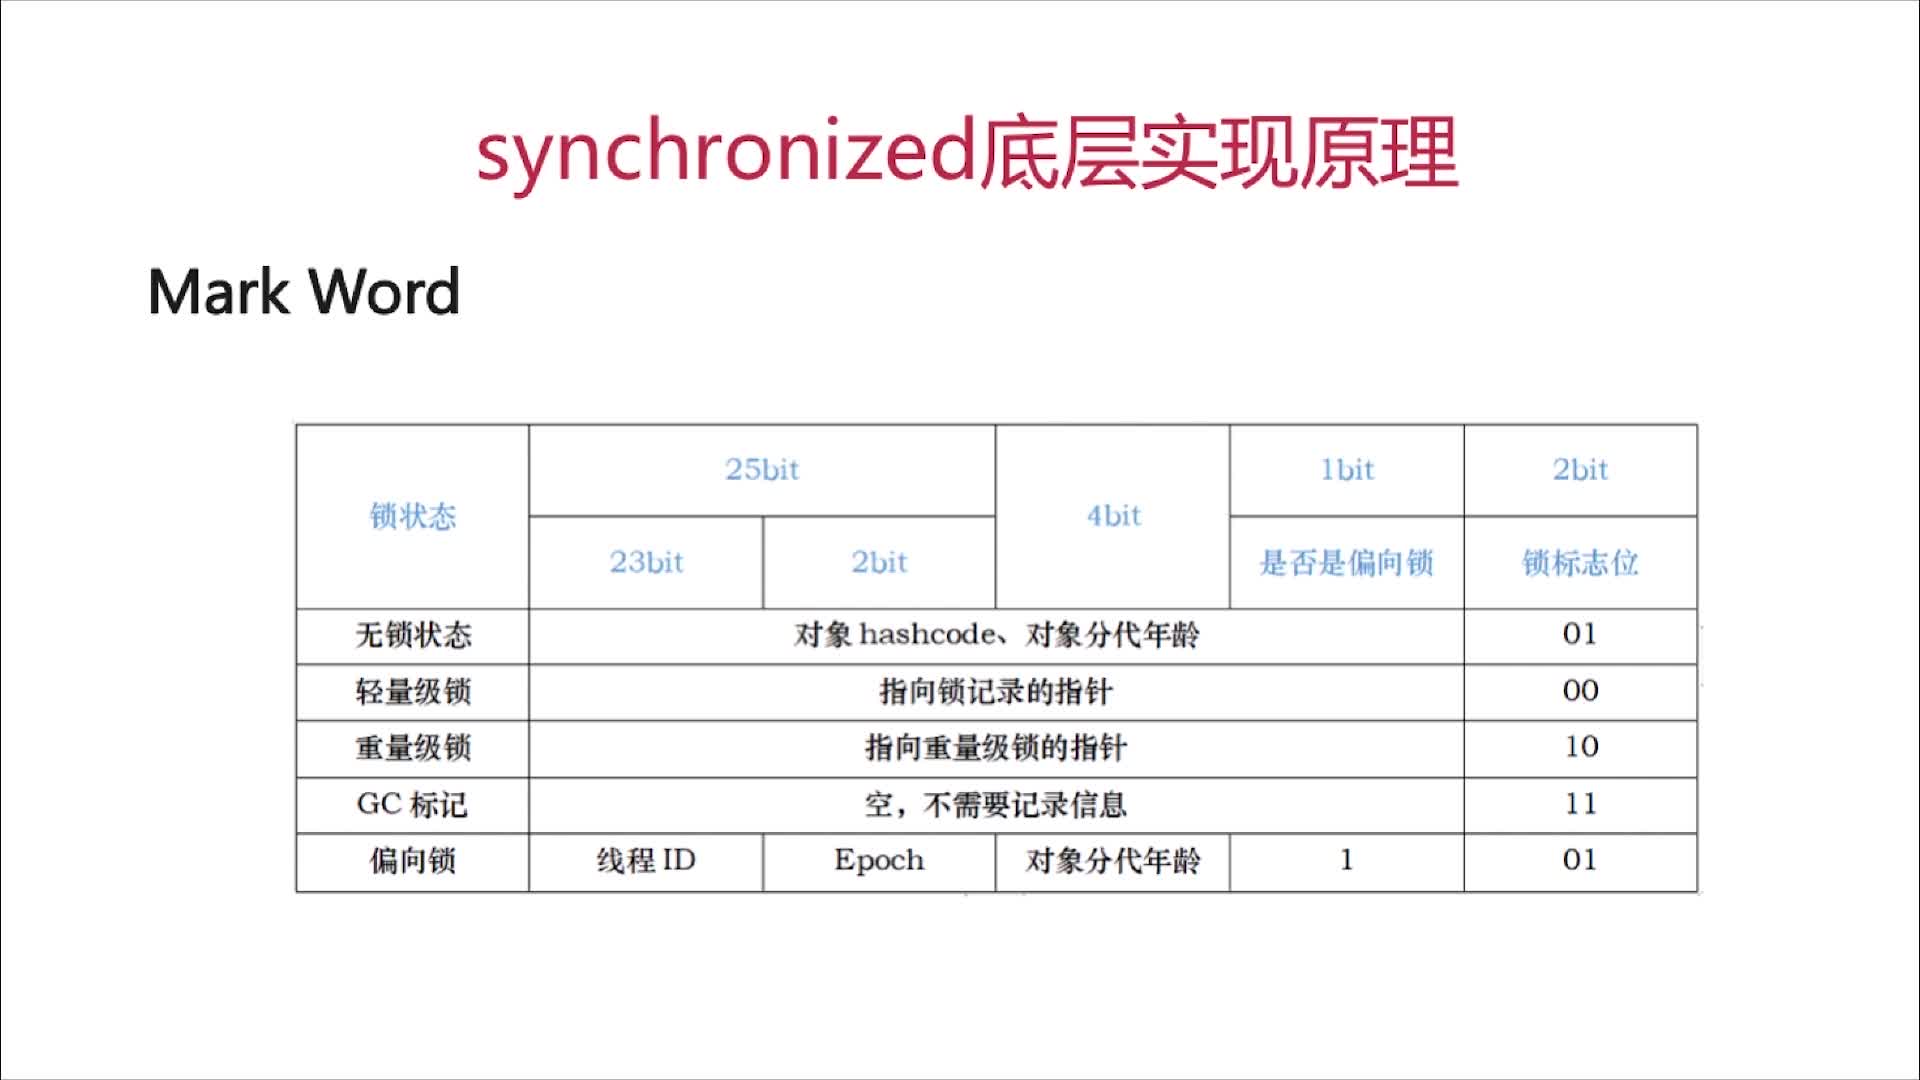 synchronized底层实现原理
Mark Word
锁状态 25bit 4bit 1bit 2bit
23bit 2bit 是否是偏向锁 锁标志位
无锁状态 对象 hashcode、对象分代年龄 01
轻量级锁 指向锁记录的指针 00
重量级锁 指向重量级锁的指针 10
GC 标记 空，不需要记录信息 11
偏向锁 线程 ID Epoch 对象分代年龄 1 01